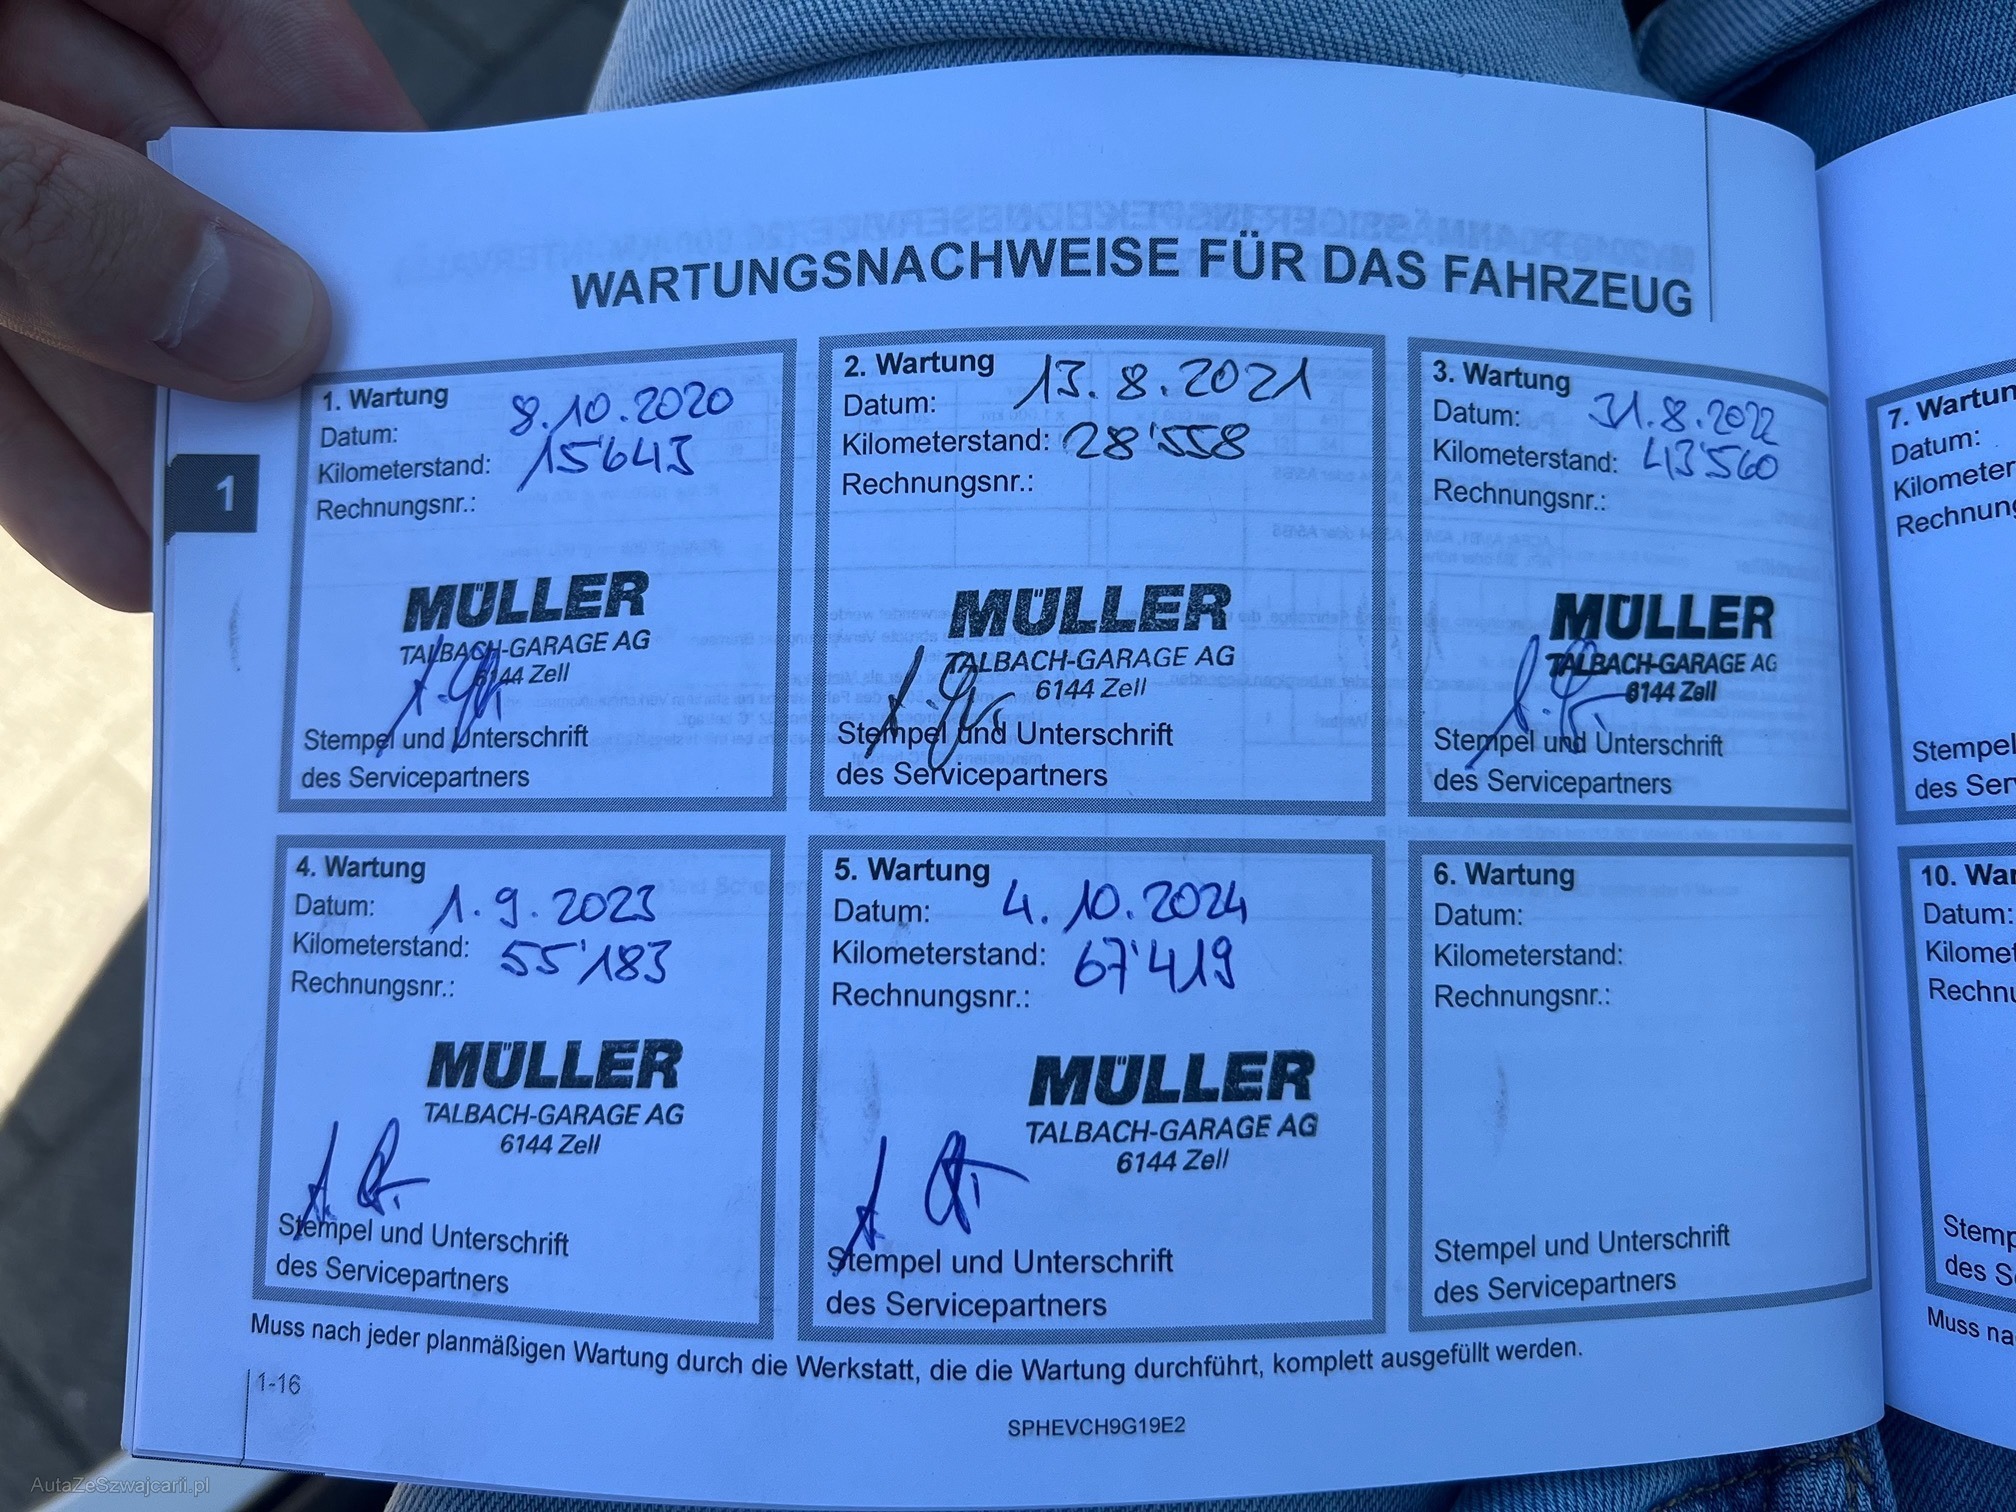 WARTUNGSNACHWEISE FÜR DAS FAHRZEUG
1
1. Wartung
Datum: 8.10.2020
Kilometerstand: 15'643
Rechnungsnr.:
MÜLLER
TALBACH-GARAGE AG
6144 Zell
Stempel und Unterschrift
des Servicepartners
2. Wartung
Datum: 13.8.2021
Kilometerstand: 28'558
Rechnungsnr.:
MÜLLER
TALBACH-GARAGE AG
6144 Zell
Stempel und Unterschrift
des Servicepartners
3. Wartung
Datum: 31.8.2022
Kilometerstand: 43'560
Rechnungsnr.:
MÜLLER
TALBACH-GARAGE AG
6144 Zell
Stempel und Unterschrift
des Servicepartners
4. Wartung
Datum: 1.9.2023
Kilometerstand: 55'183
Rechnungsnr.:
MÜLLER
TALBACH-GARAGE AG
6144 Zell
Stempel und Unterschrift
des Servicepartners
5. Wartung
Datum: 4.10.2024
Kilometerstand: 67'419
Rechnungsnr.:
MÜLLER
TALBACH-GARAGE AG
6144 Zell
Stempel und Unterschrift
des Servicepartners
6. Wartung
Datum:
Kilometerstand:
Rechnungsnr.:
Stempel und Unterschrift
des Servicepartners
Muss nach jeder planmäßigen Wartung durch die Werkstatt, die die Wartung durchführt, komplett ausgefüllt werden.
1-16
SPHEVCH9G19E2
7. Wartun
Datum:
Kilometer
Rechnung
Stempel
des Ser
10. War
Datum:
Kilomet
Rechnu
Stemp
des S
Muss na
AutaZeSzwajcarii.pl